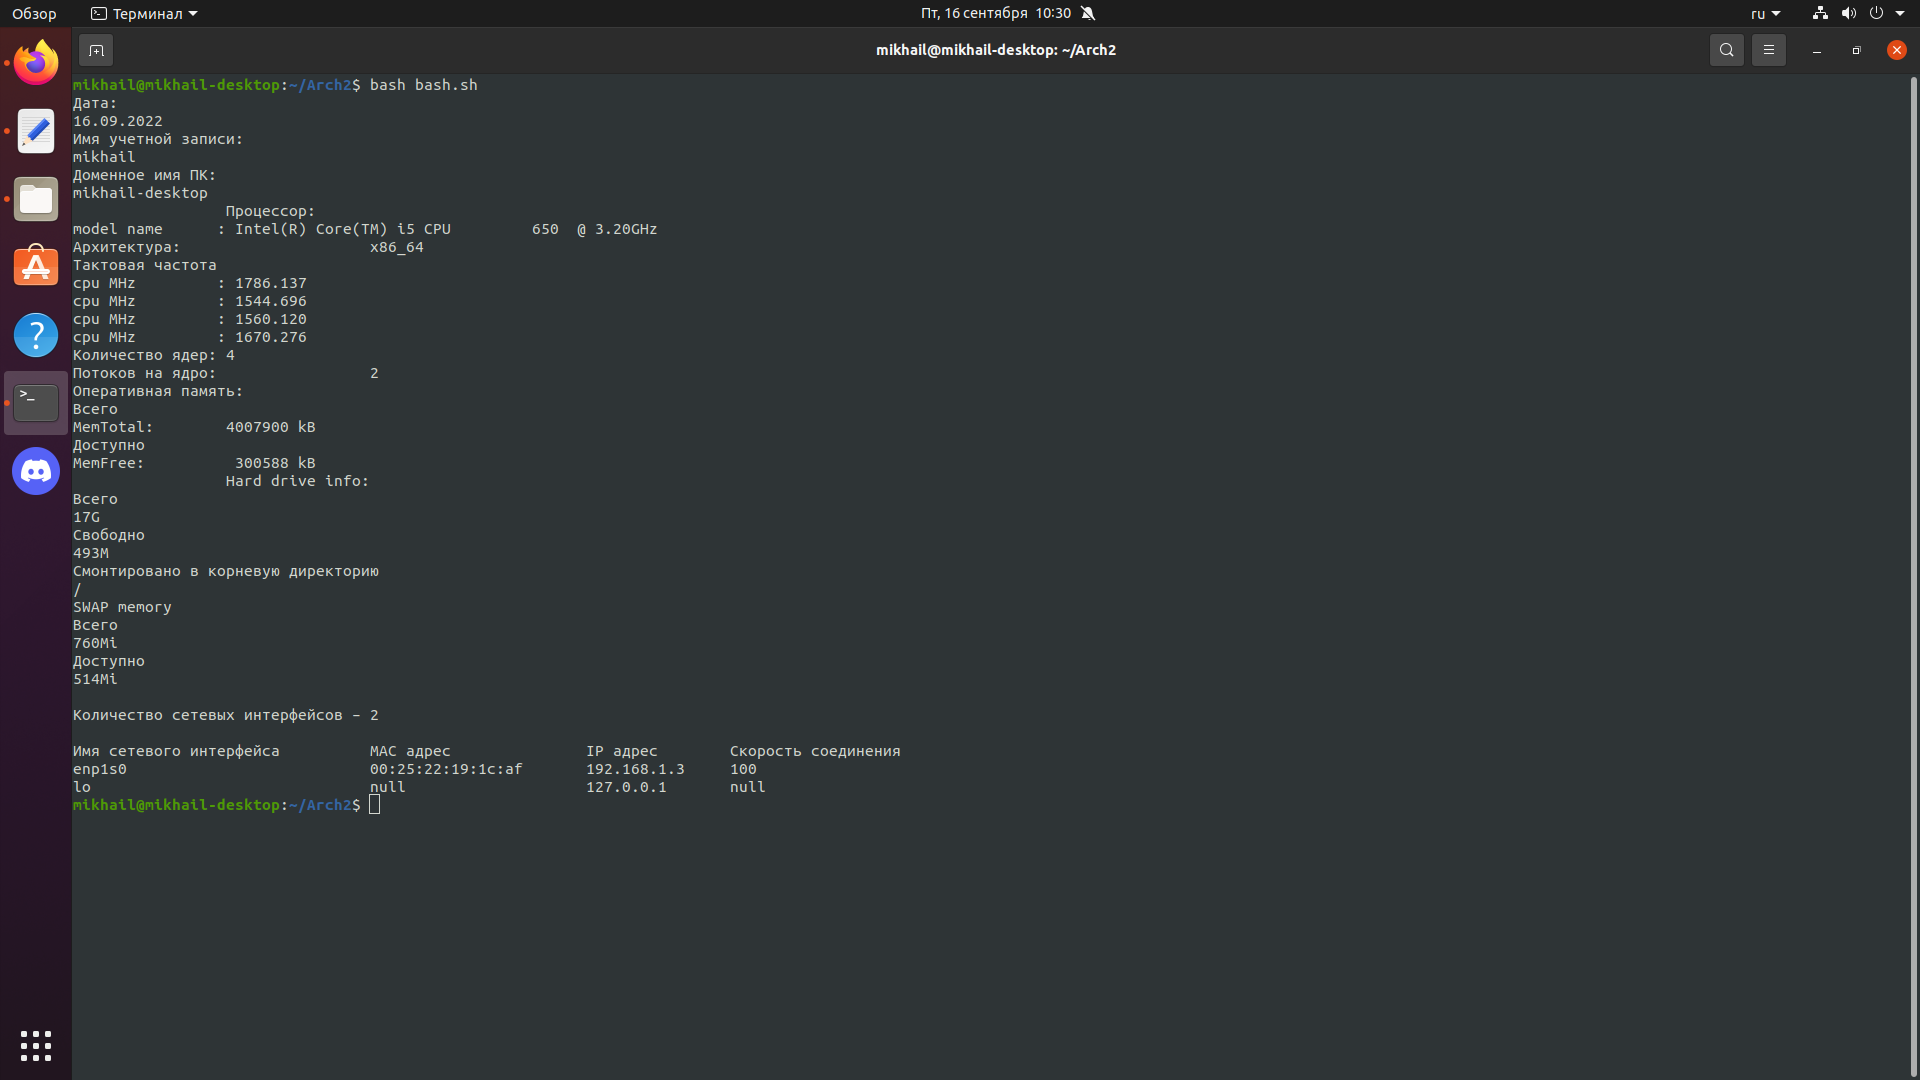 Обзор Терминал Пт, 16 сентября 10:30 ru
mikhail@mikhail-desktop: ~/Arch2
mikhail@mikhail-desktop:~/Arch2$ bash bash.sh
Дата:
16.09.2022
Имя учетной записи:
mikhail
Доменное имя ПК:
mikhail-desktop
Процессор:
model name : Intel(R) Core(TM) i5 CPU 650 @ 3.20GHz
Архитектура: x86_64
Тактовая частота
cpu MHz : 1786.137
cpu MHz : 1544.696
cpu MHz : 1560.120
cpu MHz : 1670.276
Количество ядер: 4
Потоков на ядро: 2
Оперативная память:
Всего
MemTotal: 4007900 kB
Доступно
MemFree: 300588 kB
Hard drive info:
Всего
17G
Свободно
493M
Смонтировано в корневую директорию
/
SWAP memory
Всего
760Mi
Доступно
514Mi
Количество сетевых интерфейсов – 2
Имя сетевого интерфейса MAC адрес IP адрес Скорость соединения
enp1s0 00:25:22:19:1c:af 192.168.1.3 100
lo null 127.0.0.1 null
mikhail@mikhail-desktop:~/Arch2$